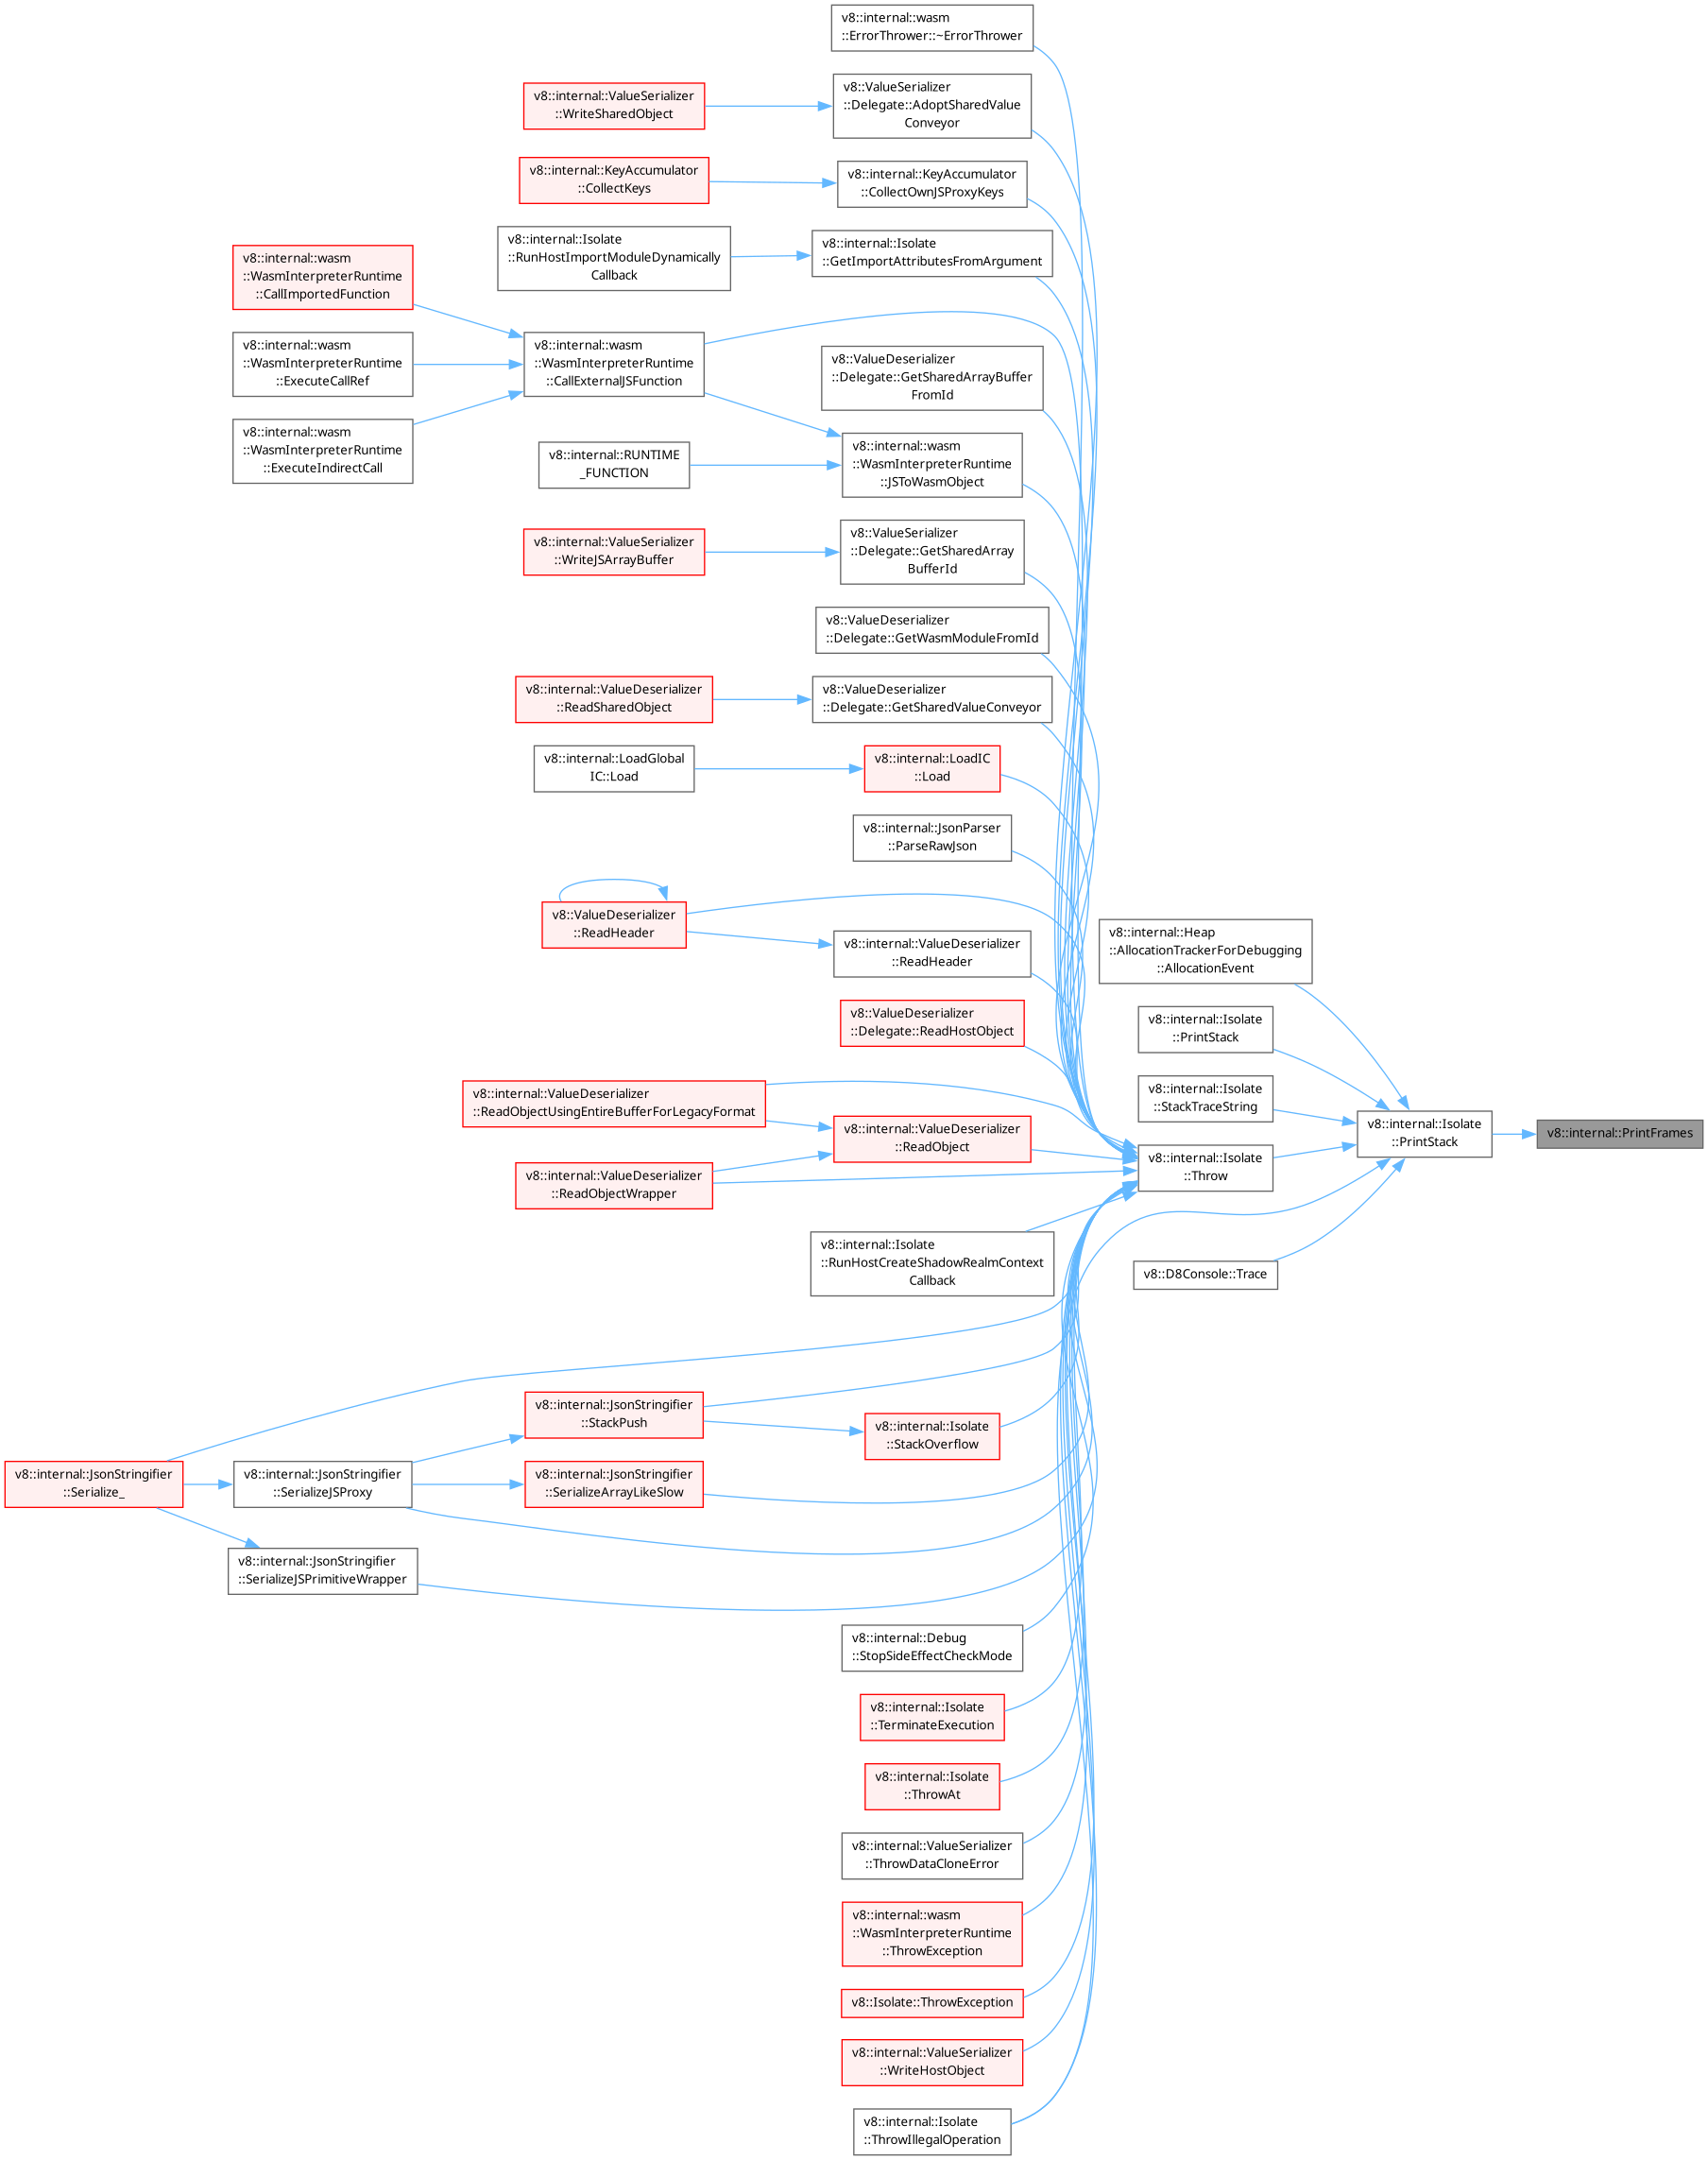 v8::internal::wasm
::ErrorThrower::~ErrorThrower
v8::internal::ValueSerializer
::WriteSharedObject
v8::ValueSerializer
::Delegate::AdoptSharedValue
Conveyor
v8::internal::KeyAccumulator
::CollectKeys
v8::internal::KeyAccumulator
::CollectOwnJSProxyKeys
v8::internal::Isolate
::RunHostImportModuleDynamically
Callback
v8::internal::Isolate
::GetImportAttributesFromArgument
v8::internal::wasm
::WasmInterpreterRuntime
::CallImportedFunction
v8::internal::wasm
::WasmInterpreterRuntime
::ExecuteCallRef
v8::internal::wasm
::WasmInterpreterRuntime
::CallExternalJSFunction
v8::ValueDeserializer
::Delegate::GetSharedArrayBuffer
FromId
v8::internal::wasm
::WasmInterpreterRuntime
::ExecuteIndirectCall
v8::internal::RUNTIME
_FUNCTION
v8::internal::wasm
::WasmInterpreterRuntime
::JSToWasmObject
v8::internal::ValueSerializer
::WriteJSArrayBuffer
v8::ValueSerializer
::Delegate::GetSharedArray
BufferId
v8::ValueDeserializer
::Delegate::GetWasmModuleFromId
v8::internal::ValueDeserializer
::ReadSharedObject
v8::ValueDeserializer
::Delegate::GetSharedValueConveyor
v8::internal::LoadGlobal
IC::Load
v8::internal::LoadIC
::Load
v8::internal::JsonParser
::ParseRawJson
v8::ValueDeserializer
::ReadHeader
v8::internal::ValueDeserializer
::ReadHeader
v8::internal::Heap
::AllocationTrackerForDebugging
::AllocationEvent
v8::ValueDeserializer
::Delegate::ReadHostObject
v8::internal::Isolate
::PrintStack
v8::internal::ValueDeserializer
::ReadObjectUsingEntireBufferForLegacyFormat
v8::internal::Isolate
::StackTraceString
v8::internal::ValueDeserializer
::ReadObject
v8::internal::Isolate
::PrintStack
v8::internal::PrintFrames
v8::internal::ValueDeserializer
::ReadObjectWrapper
v8::internal::Isolate
::Throw
v8::internal::Isolate
::RunHostCreateShadowRealmContext
Callback
v8::D8Console::Trace
v8::internal::JsonStringifier
::StackPush
v8::internal::Isolate
::StackOverflow
v8::internal::JsonStringifier
::Serialize_
v8::internal::JsonStringifier
::SerializeJSProxy
v8::internal::JsonStringifier
::SerializeArrayLikeSlow
v8::internal::JsonStringifier
::SerializeJSPrimitiveWrapper
v8::internal::Debug
::StopSideEffectCheckMode
v8::internal::Isolate
::TerminateExecution
v8::internal::Isolate
::ThrowAt
v8::internal::ValueSerializer
::ThrowDataCloneError
v8::internal::wasm
::WasmInterpreterRuntime
::ThrowException
v8::Isolate::ThrowException
v8::internal::ValueSerializer
::WriteHostObject
v8::internal::Isolate
::ThrowIllegalOperation